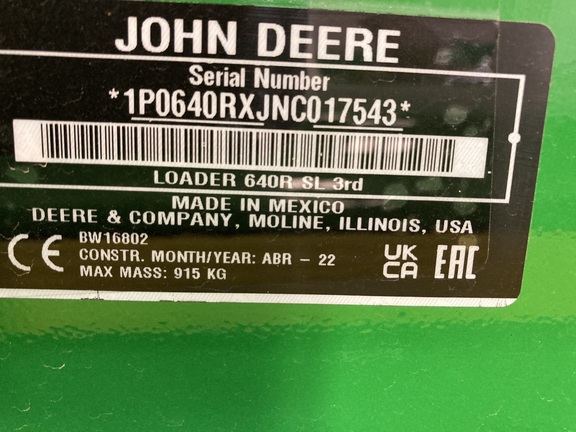 JOHN DEERE
Serial Number
*1P0640RXJNC017543*
LOADER 640R SL 3rd
MADE IN MEXICO
DEERE & COMPANY, MOLINE, ILLINOIS, USA
BW16802
CONSTR. MONTH/YEAR: ABR - 22
MAX MASS: 915 KG
CE
UK
CA
EAC